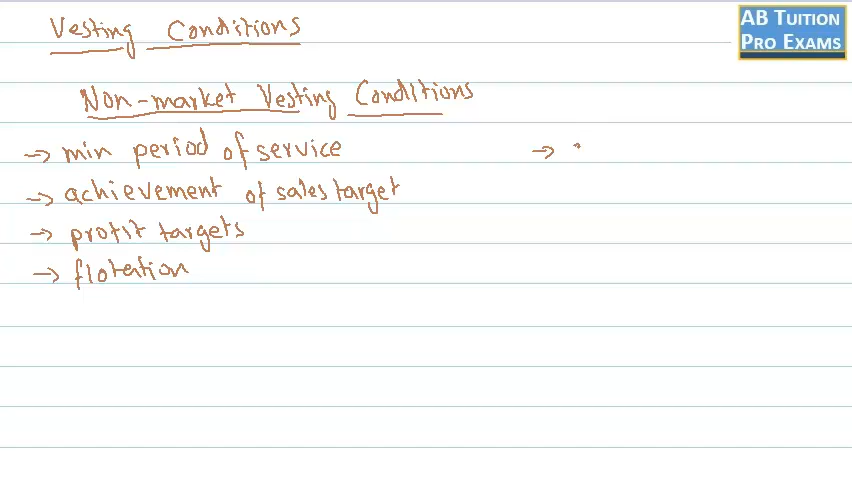 Vesting Conditions
AB TUITION
PRO EXAMS
Non-market Vesting Conditions
→ min period of service
→
→ achievement of sales target
→ profit targets
→ flotation